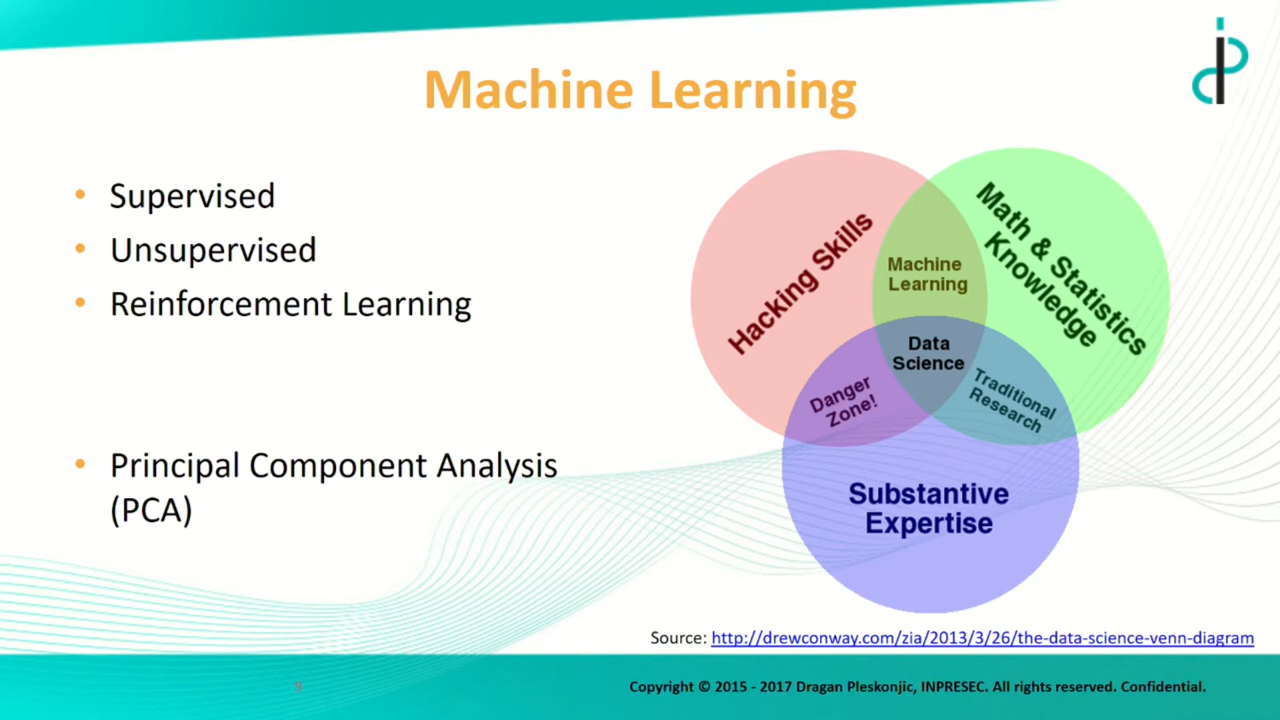 Machine Learning
• Supervised
• Unsupervised
• Reinforcement Learning
• Principal Component Analysis
(PCA)
Hacking Skills
Math & Statistics
Knowledge
Machine
Learning
Data
Science
Danger
Zone!
Traditional
Research
Substantive
Expertise
Source: http://drewconway.com/zia/2013/3/26/the-data-science-venn-diagram
9
Copyright © 2015 - 2017 Dragan Pleskonjic, INPRESEC. All rights reserved. Confidential.